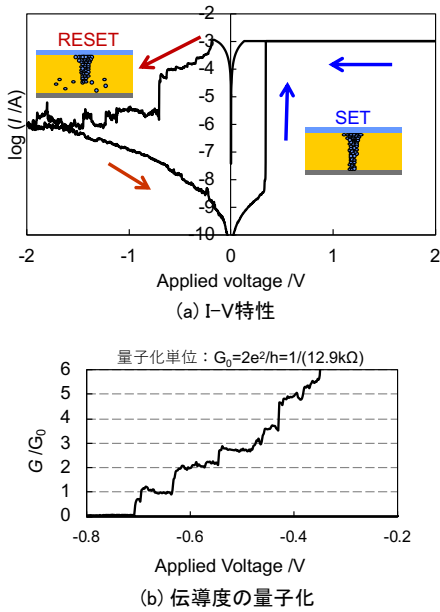 RESET
SET
log (I /A)
-2
-3
-4
-5
-6
-7
-8
-9
-10
-2
-1
0
1
2
Applied voltage /V
(a) I-V特性
量子化単位：G₀=2e²/h=1/(12.9kΩ)
G /G₀
6
5
4
3
2
1
0
-0.8
-0.6
-0.4
-0.2
Applied Voltage /V
(b) 伝導度の量子化